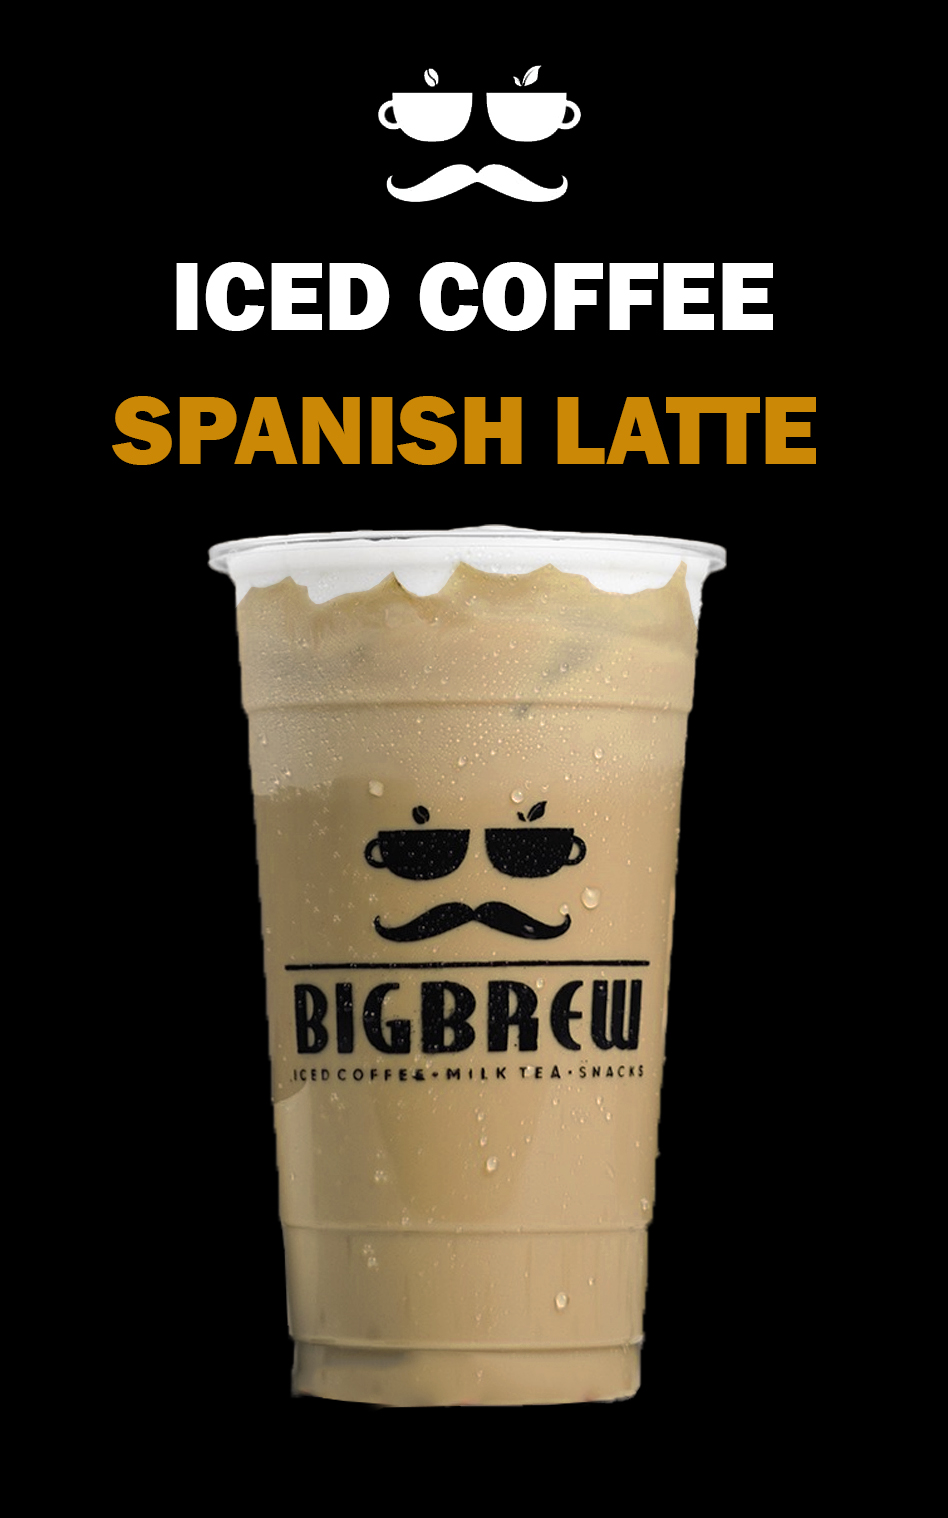 ICED COFFEE
SPANISH LATTE
BIGBREW
ICED COFFEE • MILK TEA • SNACKS